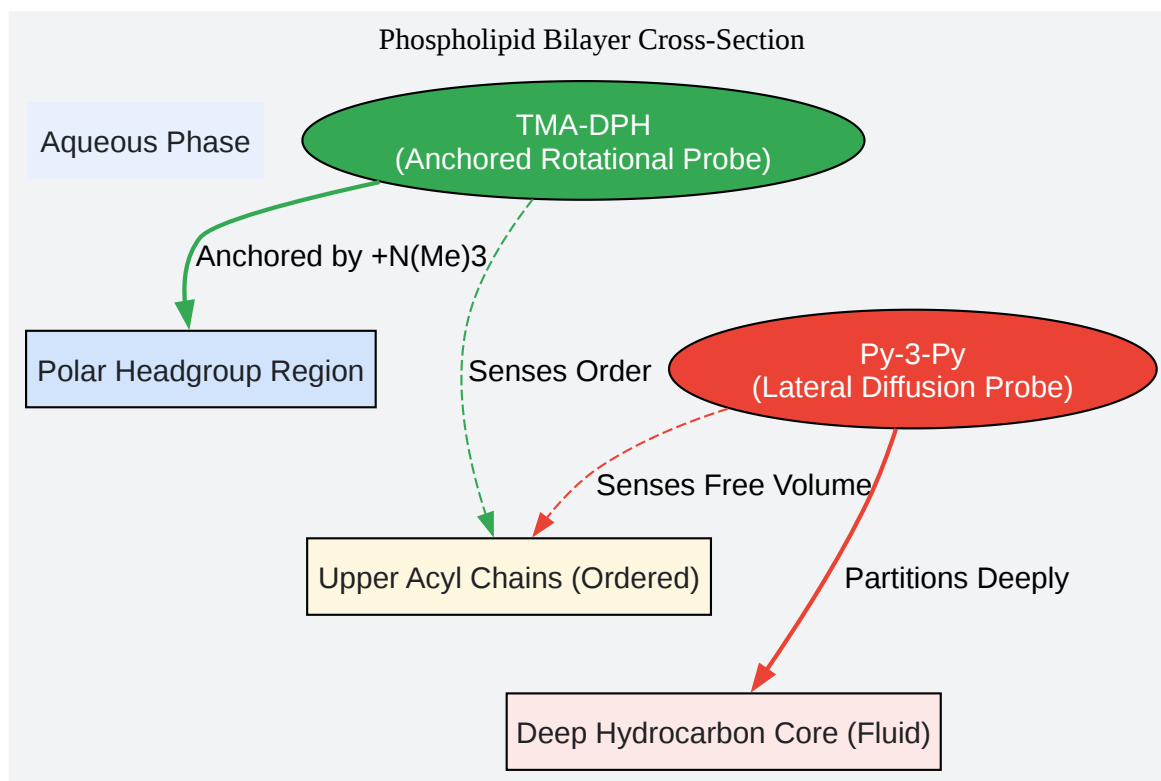 Phospholipid Bilayer Cross-Section
Aqueous Phase
TMA-DPH
(Anchored Rotational Probe)
Anchored by +N(Me)3
Polar Headgroup Region
Senses Order
Py-3-Py
(Lateral Diffusion Probe)
Senses Free Volume
Upper Acyl Chains (Ordered)
Partitions Deeply
Deep Hydrocarbon Core (Fluid)